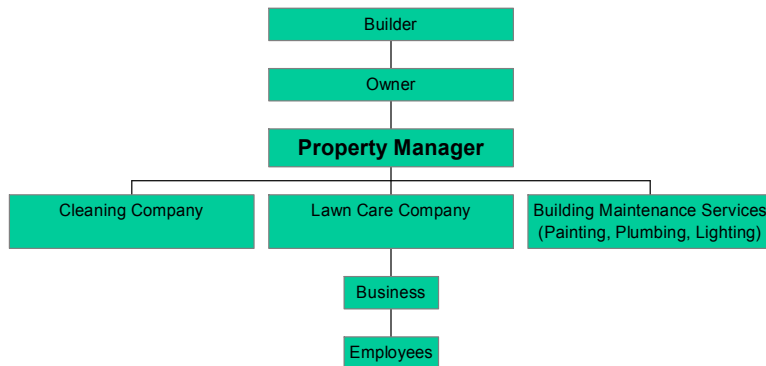 Builder
Owner
Property Manager
Cleaning Company
Lawn Care Company
Building Maintenance Services
(Painting, Plumbing, Lighting)
Business
Employees